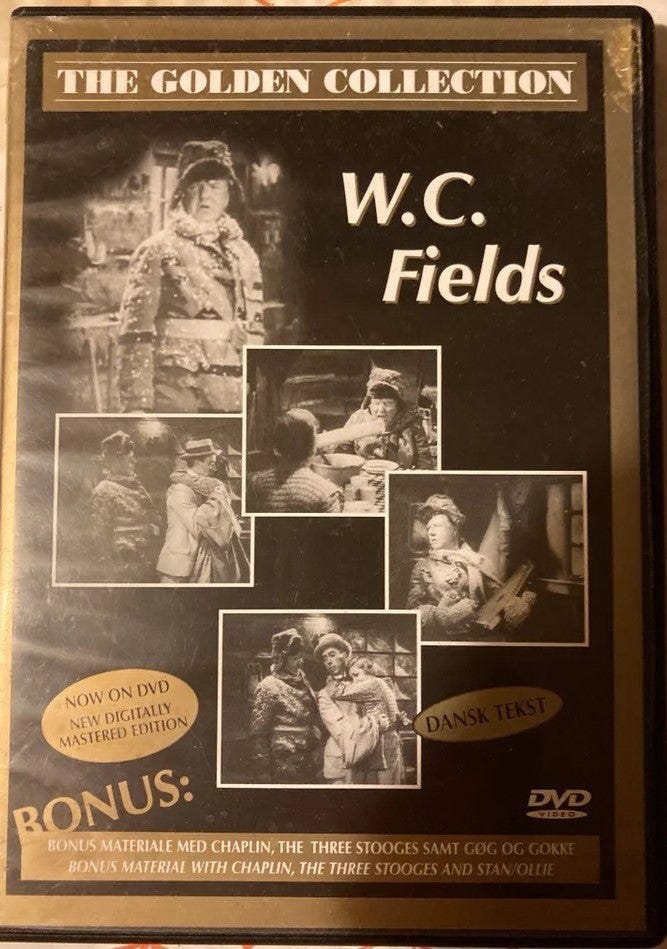 THE GOLDEN COLLECTION
W.C.
Fields
NOW ON DVD
NEW DIGITALLY
MASTERED EDITION
DANSK TEKST
BONUS:
DVD
VIDEO
BONUS MATERIALE MED CHAPLIN, THE THREE STOOGES SAMT GØG OG GOKKE
BONUS MATERIAL WITH CHAPLIN, THE THREE STOOGES AND STAN/OLLIE